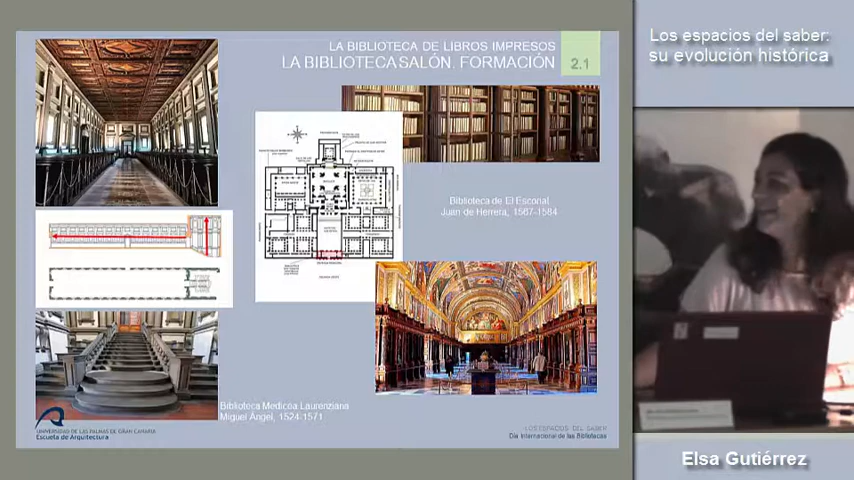 LA BIBLIOTECA DE LIBROS IMPRESOS
LA BIBLIOTECA SALÓN. FORMACIÓN
2.1
Biblioteca de El Escorial
Juan de Herrera, 1567-1584
Biblioteca Medicea Laurenziana
Miguel Ángel, 1524-1571
UNIVERSIDAD DE LAS PALMAS DE GRAN CANARIA
Escuela de Arquitectura
LOS ESPACIOS DEL SABER
Día Internacional de las Bibliotecas
Los espacios del saber:
su evolución histórica
Elsa Gutiérrez